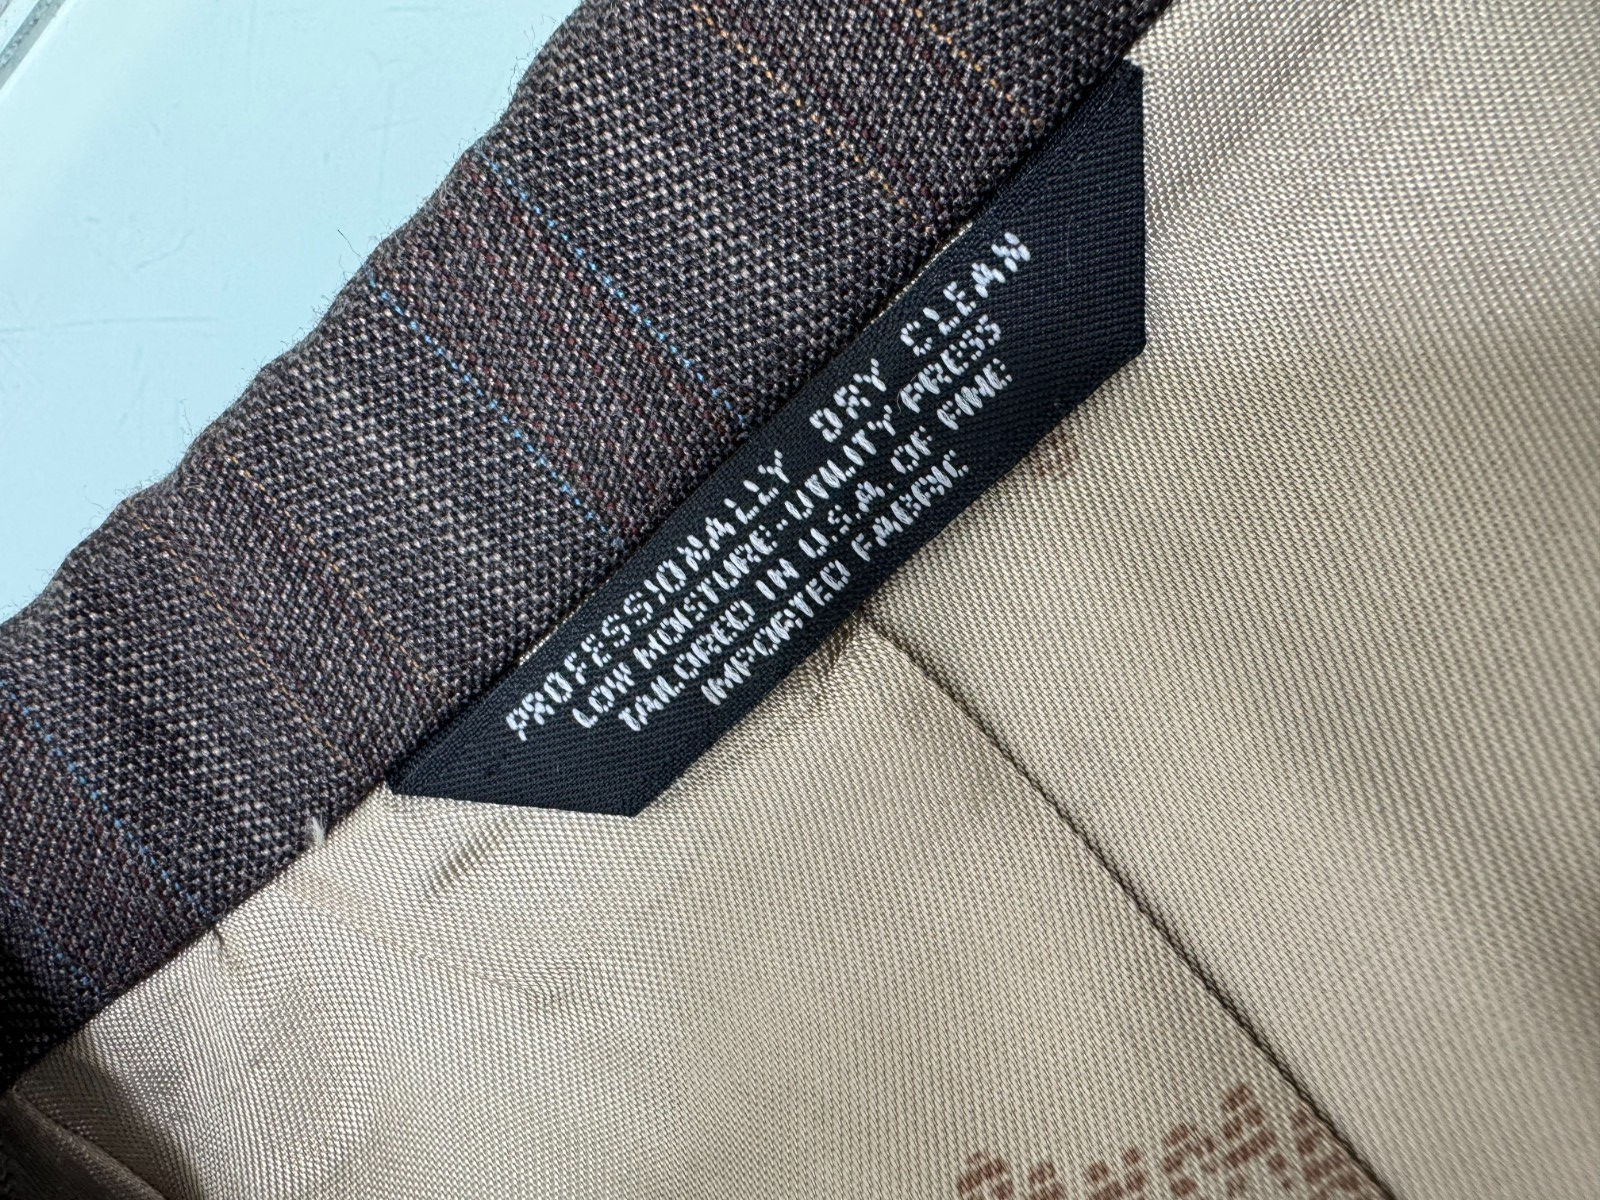 PROFESSIONALLY DRY CLEAN
LOW MOISTURE-UTILITY PRESS
TAILORED IN U.S.A. OF FINE
IMPORTED FABRIC